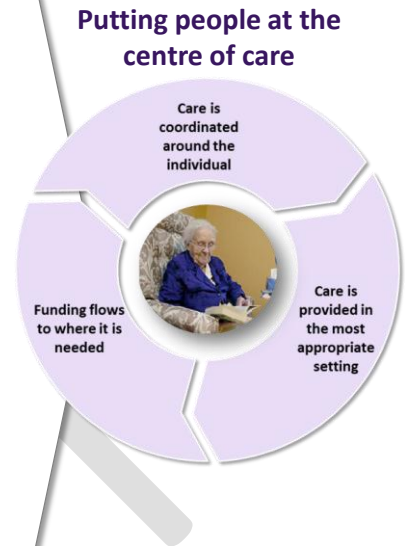 Putting people at the
centre of care
Care is
coordinated
around the
individual
Care is
provided in
the most
appropriate
setting
Funding flows
to where it is
needed